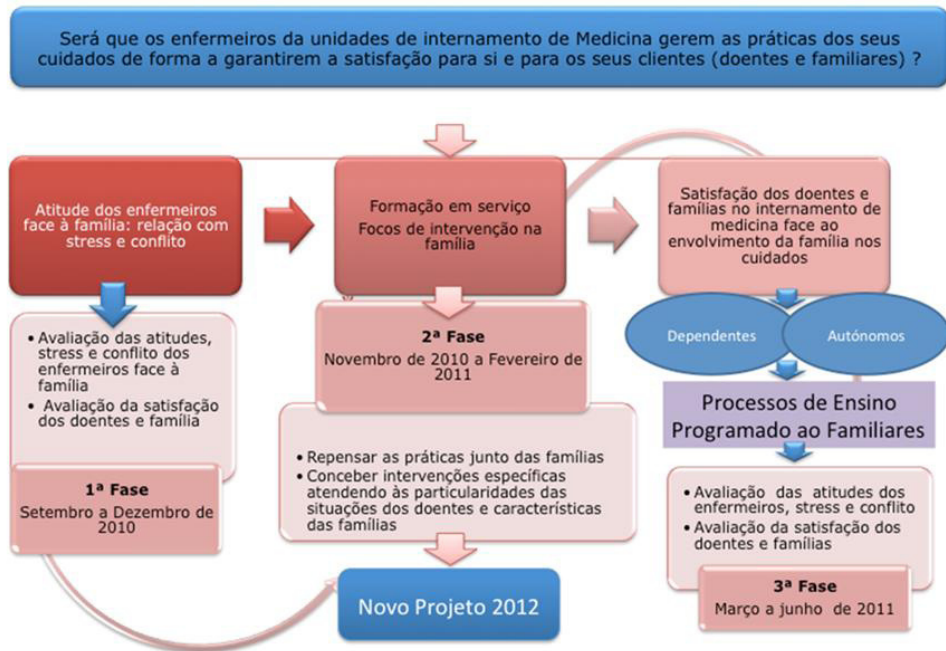 Será que os enfermeiros da unidades de internamento de Medicina gerem as práticas dos seus
cuidados de forma a garantirem a satisfação para si e para os seus clientes (doentes e familiares) ?
Atitude dos enfermeiros
face à família: relação com
stress e conflito
Formação em serviço
Focos de intervenção na
família
Satisfação dos doentes e
famílias no internamento de
medicina face ao
envolvimento da família nos
cuidados
• Avaliação das atitudes,
stress e conflito dos
enfermeiros face à
família
• Avaliação da satisfação
dos doentes e família
1ª Fase
Setembro a Dezembro de
2010
2ª Fase
Novembro de 2010 a Fevereiro de
2011
• Repensar as práticas junto das famílias
• Conceber intervenções específicas
atendendo às particularidades das
situações dos doentes e características
das famílias
Novo Projeto 2012
Dependentes
Autónomos
Processos de Ensino
Programado ao Familiares
• Avaliação das atitudes dos
enfermeiros, stress e conflito
• Avaliação da satisfação dos
doentes e famílias
3ª Fase
Março a junho de 2011